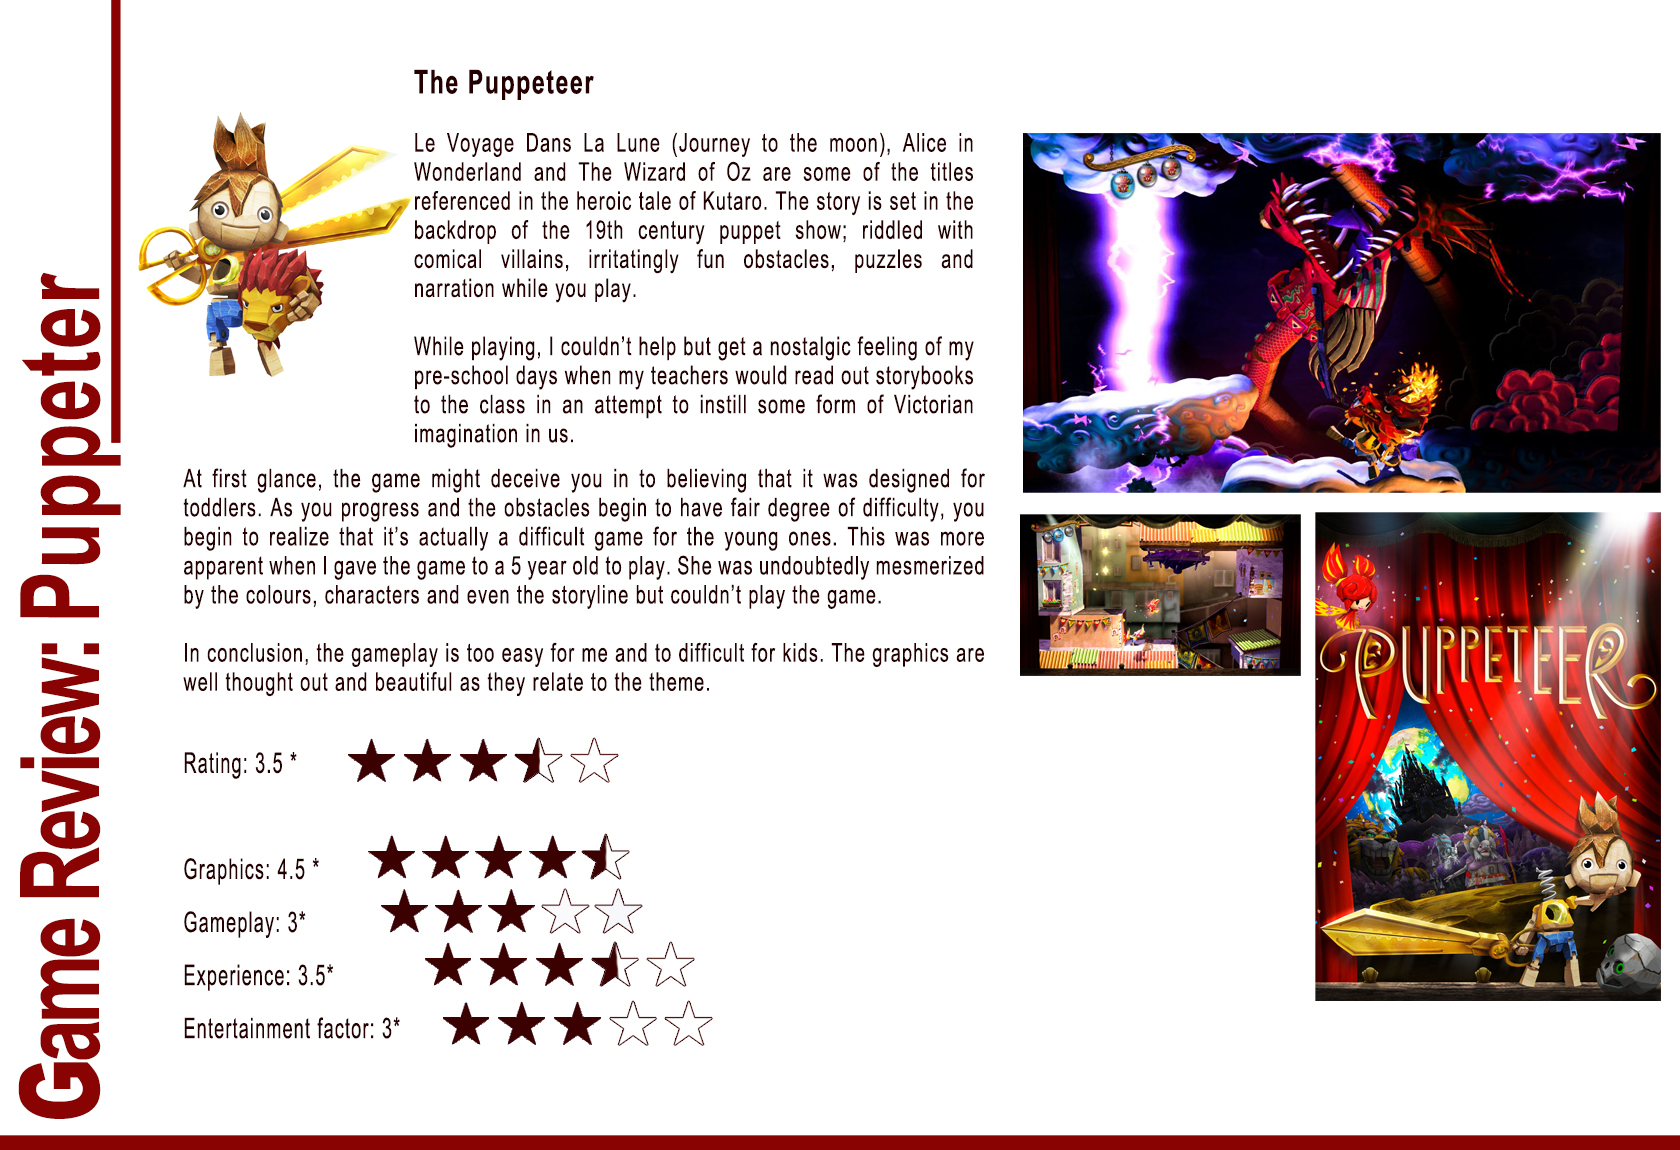 Game Review: Puppeter
The Puppeteer
Le Voyage Dans La Lune (Journey to the moon), Alice in
Wonderland and The Wizard of Oz are some of the titles
referenced in the heroic tale of Kutaro. The story is set in the
backdrop of the 19th century puppet show; riddled with
comical villains, irritatingly fun obstacles, puzzles and
narration while you play.
While playing, I couldn't help but get a nostalgic feeling of my
pre-school days when my teachers would read out storybooks
to the class in an attempt to instill some form of Victorian
imagination in us.
At first glance, the game might deceive you in to believing that it was designed for
toddlers. As you progress and the obstacles begin to have fair degree of difficulty, you
begin to realize that it's actually a difficult game for the young ones. This was more
apparent when I gave the game to a 5 year old to play. She was undoubtedly mesmerized
by the colours, characters and even the storyline but couldn't play the game.
In conclusion, the gameplay is too easy for me and to difficult for kids. The graphics are
well thought out and beautiful as they relate to the theme.
Rating: 3.5 *
Graphics: 4.5 *
Gameplay: 3*
Experience: 3.5*
Entertainment factor: 3*
PUPPETEER